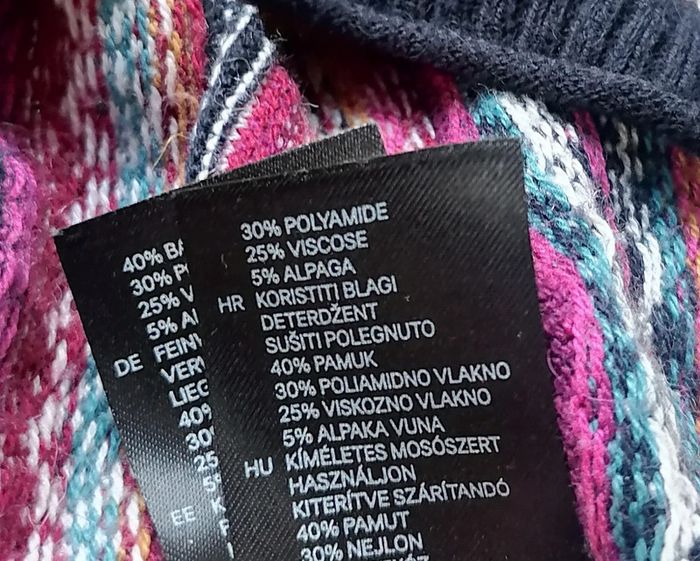 40%
30%
25%
5%
DE
40%
25
EE
30% POLYAMIDE
25% VISCOSE
5% ALPAGA
HR KORISTITI BLAGI
DETERDŽENT
SUŠITI POLEGNUTO
40% PAMUK
30% POLIAMIDNO VLAKNO
25% VISKOZNO VLAKNO
5% ALPAKA VUNA
HU KÍMÉLETES MOSÓSZERT
HASZNÁLJON
KITERÍTVE SZÁRÍTANDÓ
40% PAMUT
30% NEJLON